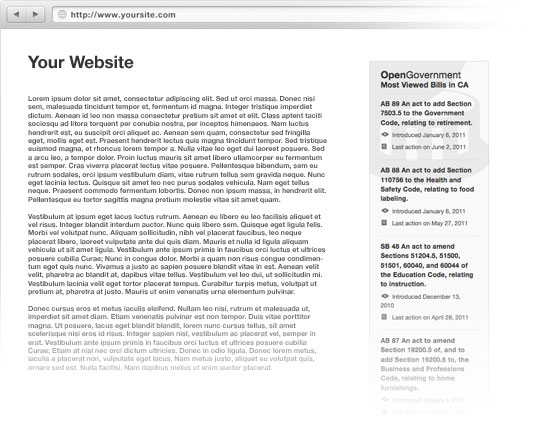 http://www.yoursite.com
Your Website
Lorem ipsum dolor sit amet, consectetur adipiscing elit. Sed ut orci massa. Donec nisi
sem, malesuada tincidunt tempor et, fermentum id magna. Sed tristique imperdiet
dictum. Aenean id leo non massa consectetur pretium sit amet et elit. Class aptent taciti
sociosqu ad litora torquent per conubia nostra, per inceptos himenaeos. Nam luctus
hendrerit est, eu suscipit orci aliquet ac. Aenean sem quam, consectetur sed fringilla
eget, mollis eget est. Praesent hendrerit lectus quis magna tincidunt tempor. Sed tristique
euismod magna, et rhoncus lorem tempor a. Nulla vitae leo eget dui laoreet posuere. Sed
a arcu leo, a tempor dolor. Proin luctus mauris sit amet libero ullamcorper eu fermentum
est semper. Cras viverra placerat lectus vitae posuere. Pellentesque bibendum, sem eu
rutrum sodales, orci ipsum vestibulum diam, vitae rutrum tellus sem gravida neque. Nunc
eget lacinia lectus. Quisque sit amet leo nec purus sodales vehicula. Nam eget tellus
neque. Praesent commodo fermentum lobortis. Donec non ipsum massa, in hendrerit elit.
Pellentesque eu tortor sagittis magna pretium molestie vitae sit amet quam.
Vestibulum at ipsum eget lacus luctus rutrum. Aenean eu libero eu leo facilisis aliquet et
vel risus. Integer blandit interdum auctor. Nunc quis libero sem. Quisque eget ligula felis.
Morbi vel volutpat nunc. Aliquam sollicitudin, nibh vel placerat faucibus, leo neque
placerat libero, laoreet volutpat ante dui quis diam. Mauris et nulla id ligula aliquam
vehicula ut sit amet elit. Vestibulum ante ipsum primis in faucibus orci luctus et ultrices
posuere cubilia Curae; Nunc in congue dolor. Morbi a quam non risus congue condimen-
tum eget quis nunc. Vivamus a justo ac sapien posuere blandit vitae in est. Aenean velit
velit, pharetra ac blandit at, dapibus vitae tellus. Vestibulum vel leo dui, ut sollicitudin mi.
Vestibulum lacinia velit eget tortor placerat tempus. Curabitur turpis metus, volutpat ut
pretium at, pharetra at justo. Mauris ut enim venenatis urna elementum pulvinar.
Donec cursus eros et metus iaculis eleifend. Nullam leo nisi, rutrum et malesuada ut,
imperdiet sit amet diam. Etiam venenatis pulvinar est non tempor. Duis vitae porttitor
magna. Ut posuere, lacus eget blandit blandit, lorem nunc cursus tellus, sit amet
scelerisque nisi eros id risus. Integer sapien nisl, vestibulum ac placerat vel, semper in
erat. Vestibulum ante ipsum primis in faucibus orci luctus et ultrices posuere cubilia
Curae; Etiam at nisl nec orci dictum ultricies. Donec in odio ligula. Donec lorem metus,
iaculis a placerat non, vulputate eget lacus. Nam metus justo, aliquet eu volutpat quis,
ornare sed est. Nulla facilisi. Nam dapibus metus ut enim auctor placerat.
OpenGovernment
Most Viewed Bills in CA
AB 89 An act to add Section
7503.5 to the Government
Code, relating to retirement.
Introduced January 6, 2011
Last action on June 2, 2011
AB 88 An act to add Section
110756 to the Health and
Safety Code, relating to food
labeling.
Introduced January 6, 2011
Last action on May 27, 2011
SB 48 An act to amend
Sections 51204.5, 51500,
51501, 60040, and 60044 of
the Education Code, relating
to instruction.
Introduced December 13,
2010
Last action on April 28, 2011
AB 87 An act to amend
Section 19200.5 of, and to
add Section 19200.6 to, the
Business and Professions
Code, relating to home
furnishings.
Introduced January 6, 2011